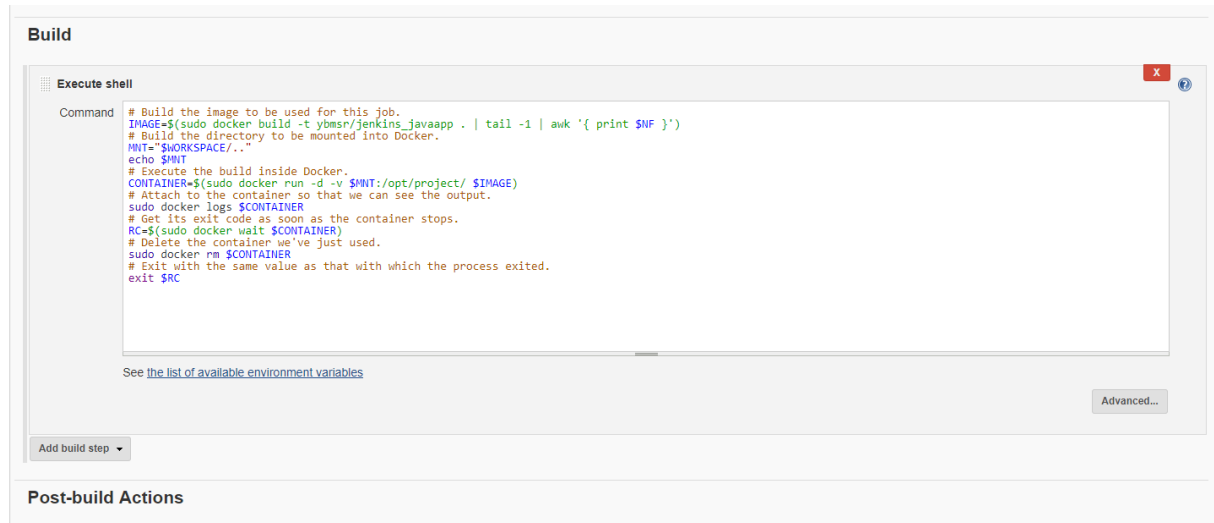 Build
X
Execute shell
?
Command
# Build the image to be used for this job.
IMAGE=$(sudo docker build -t ybmsr/jenkins_javaapp . | tail -1 | awk '{ print $NF }')
# Build the directory to be mounted into Docker.
MNT="$WORKSPACE/.."
echo $MNT
# Execute the build inside Docker.
CONTAINER=$(sudo docker run -d -v $MNT:/opt/project/ $IMAGE)
# Attach to the container so that we can see the output.
sudo docker logs $CONTAINER
# Get its exit code as soon as the container stops.
RC=$(sudo docker wait $CONTAINER)
# Delete the container we've just used.
sudo docker rm $CONTAINER
# Exit with the same value as that with which the process exited.
exit $RC
See the list of available environment variables
Advanced...
Add build step
Post-build Actions